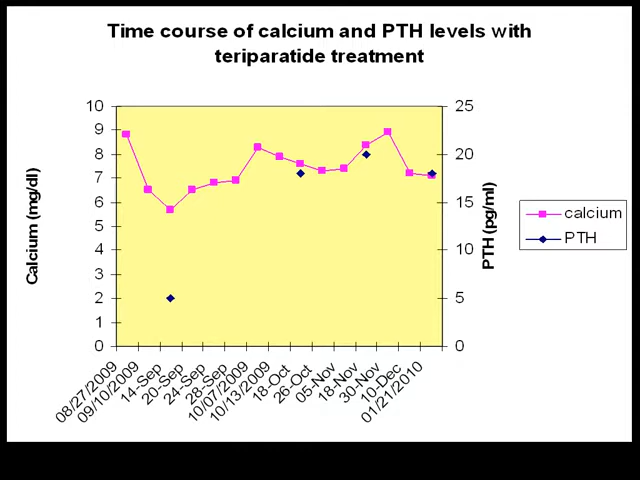 Time course of calcium and PTH levels with
teriparatide treatment
10
9
8
7
6
5
4
3
2
1
0
Calcium (mg/dl)
25
20
15
10
5
0
PTH (pg/ml)
calcium
PTH
08/27/2009
09/10/2009
14-Sep
20-Sep
24-Sep
28-Sep
10/07/2009
10/13/2009
18-Oct
26-Oct
05-Nov
18-Nov
30-Nov
10-Dec
01/21/2010